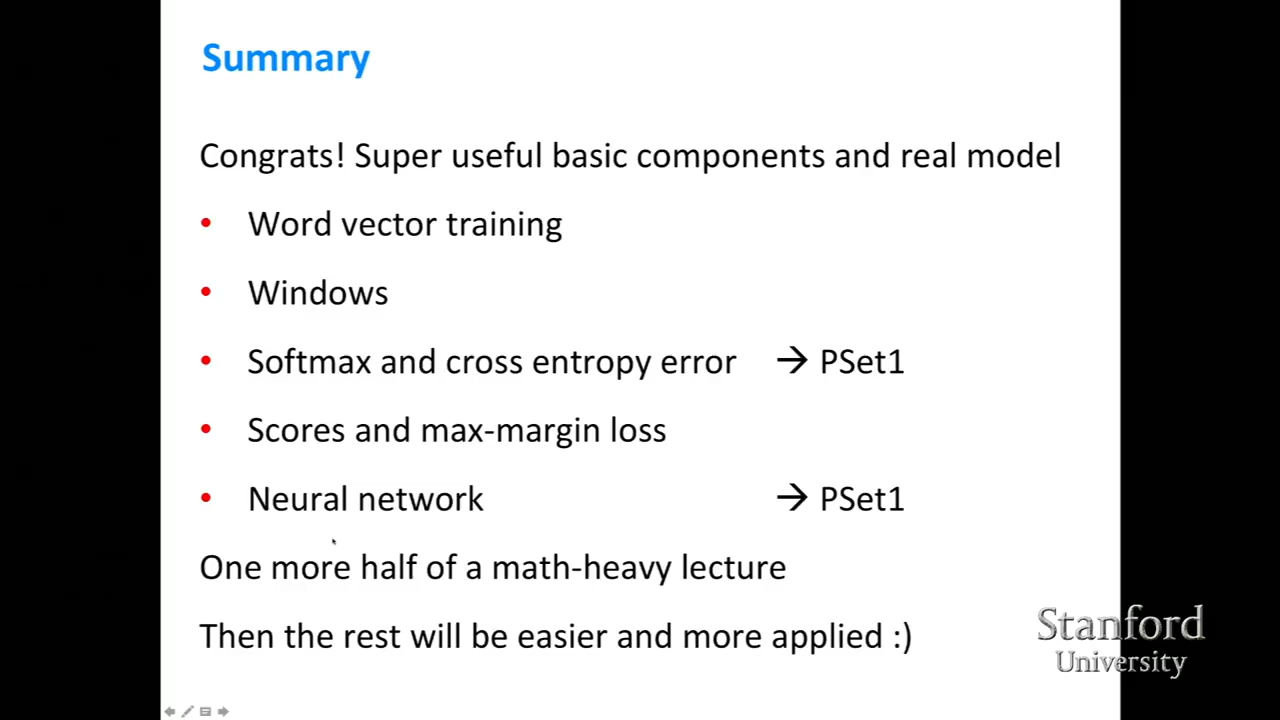 Summary
Congrats! Super useful basic components and real model
• Word vector training
• Windows
• Softmax and cross entropy error → PSet1
• Scores and max-margin loss
• Neural network → PSet1
One more half of a math-heavy lecture
Then the rest will be easier and more applied :)
Stanford
University